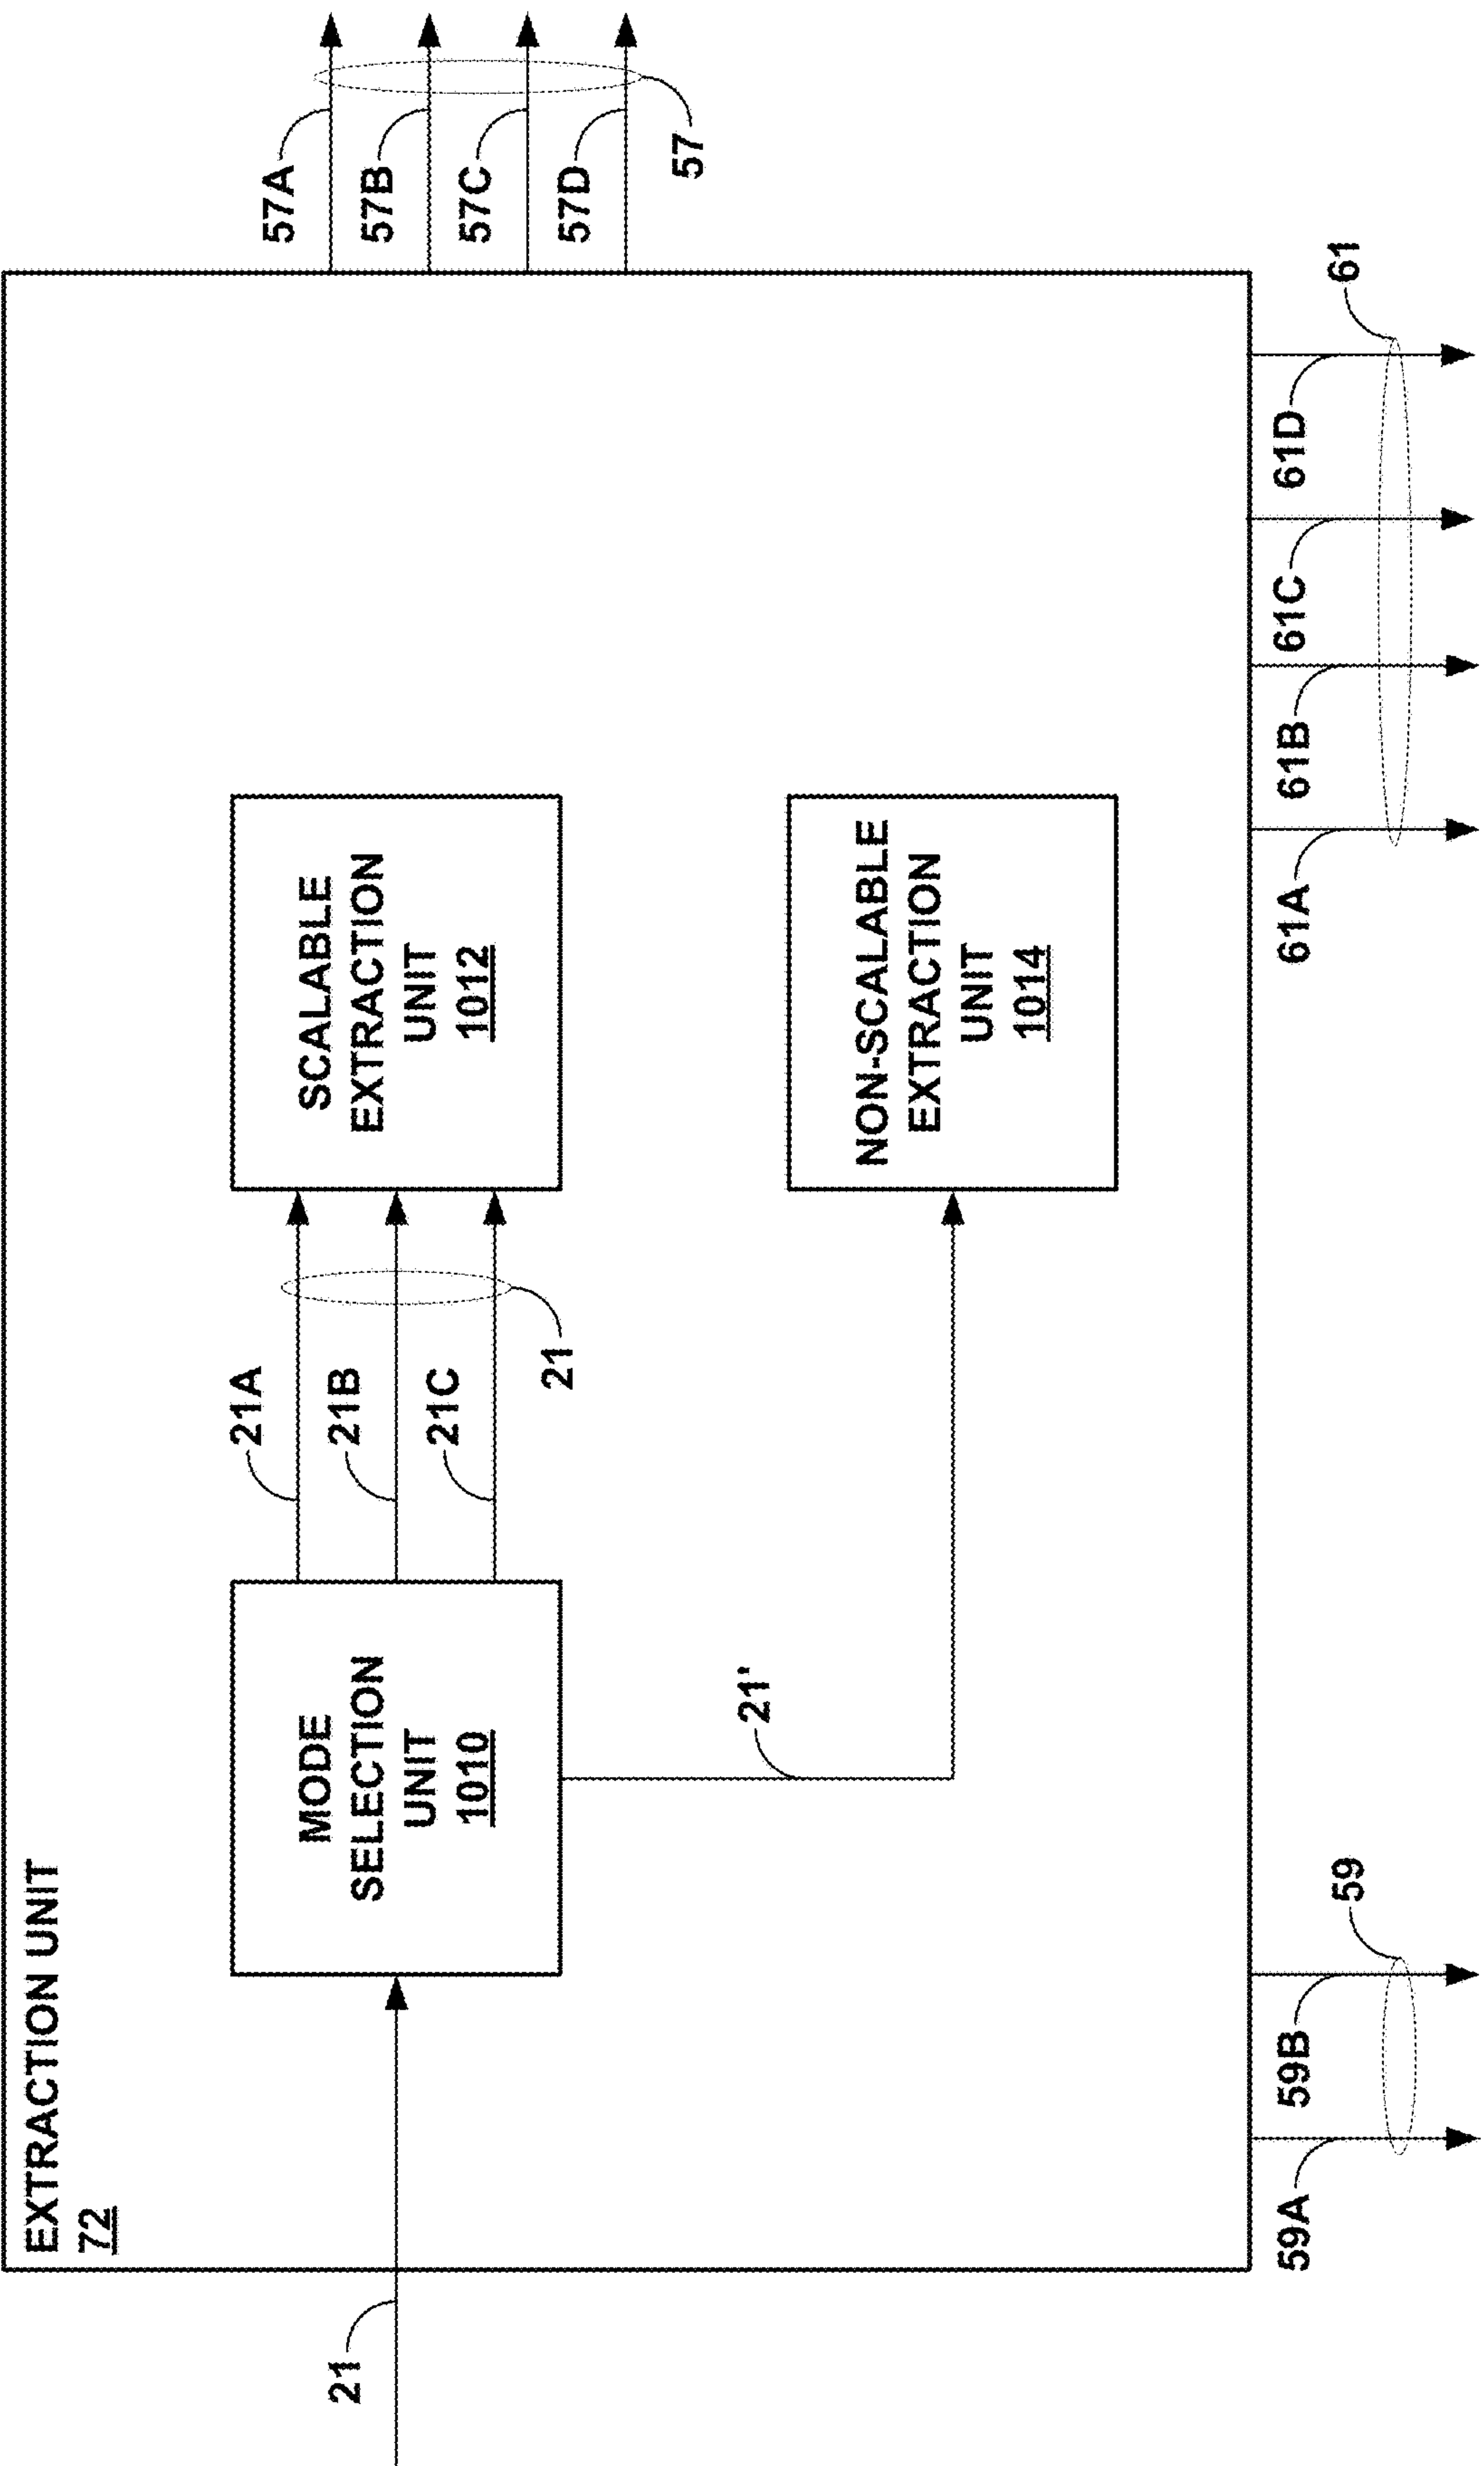 EXTRACTION UNIT
72
21
MODE
SELECTION
UNIT
1010
21A
21B
21C
21
21'
SCALABLE
EXTRACTION
UNIT
1012
NON-SCALABLE
EXTRACTION
UNIT
1014
57A
57B
57C
57D
57
59A
59B
59
61A
61B
61C
61D
61